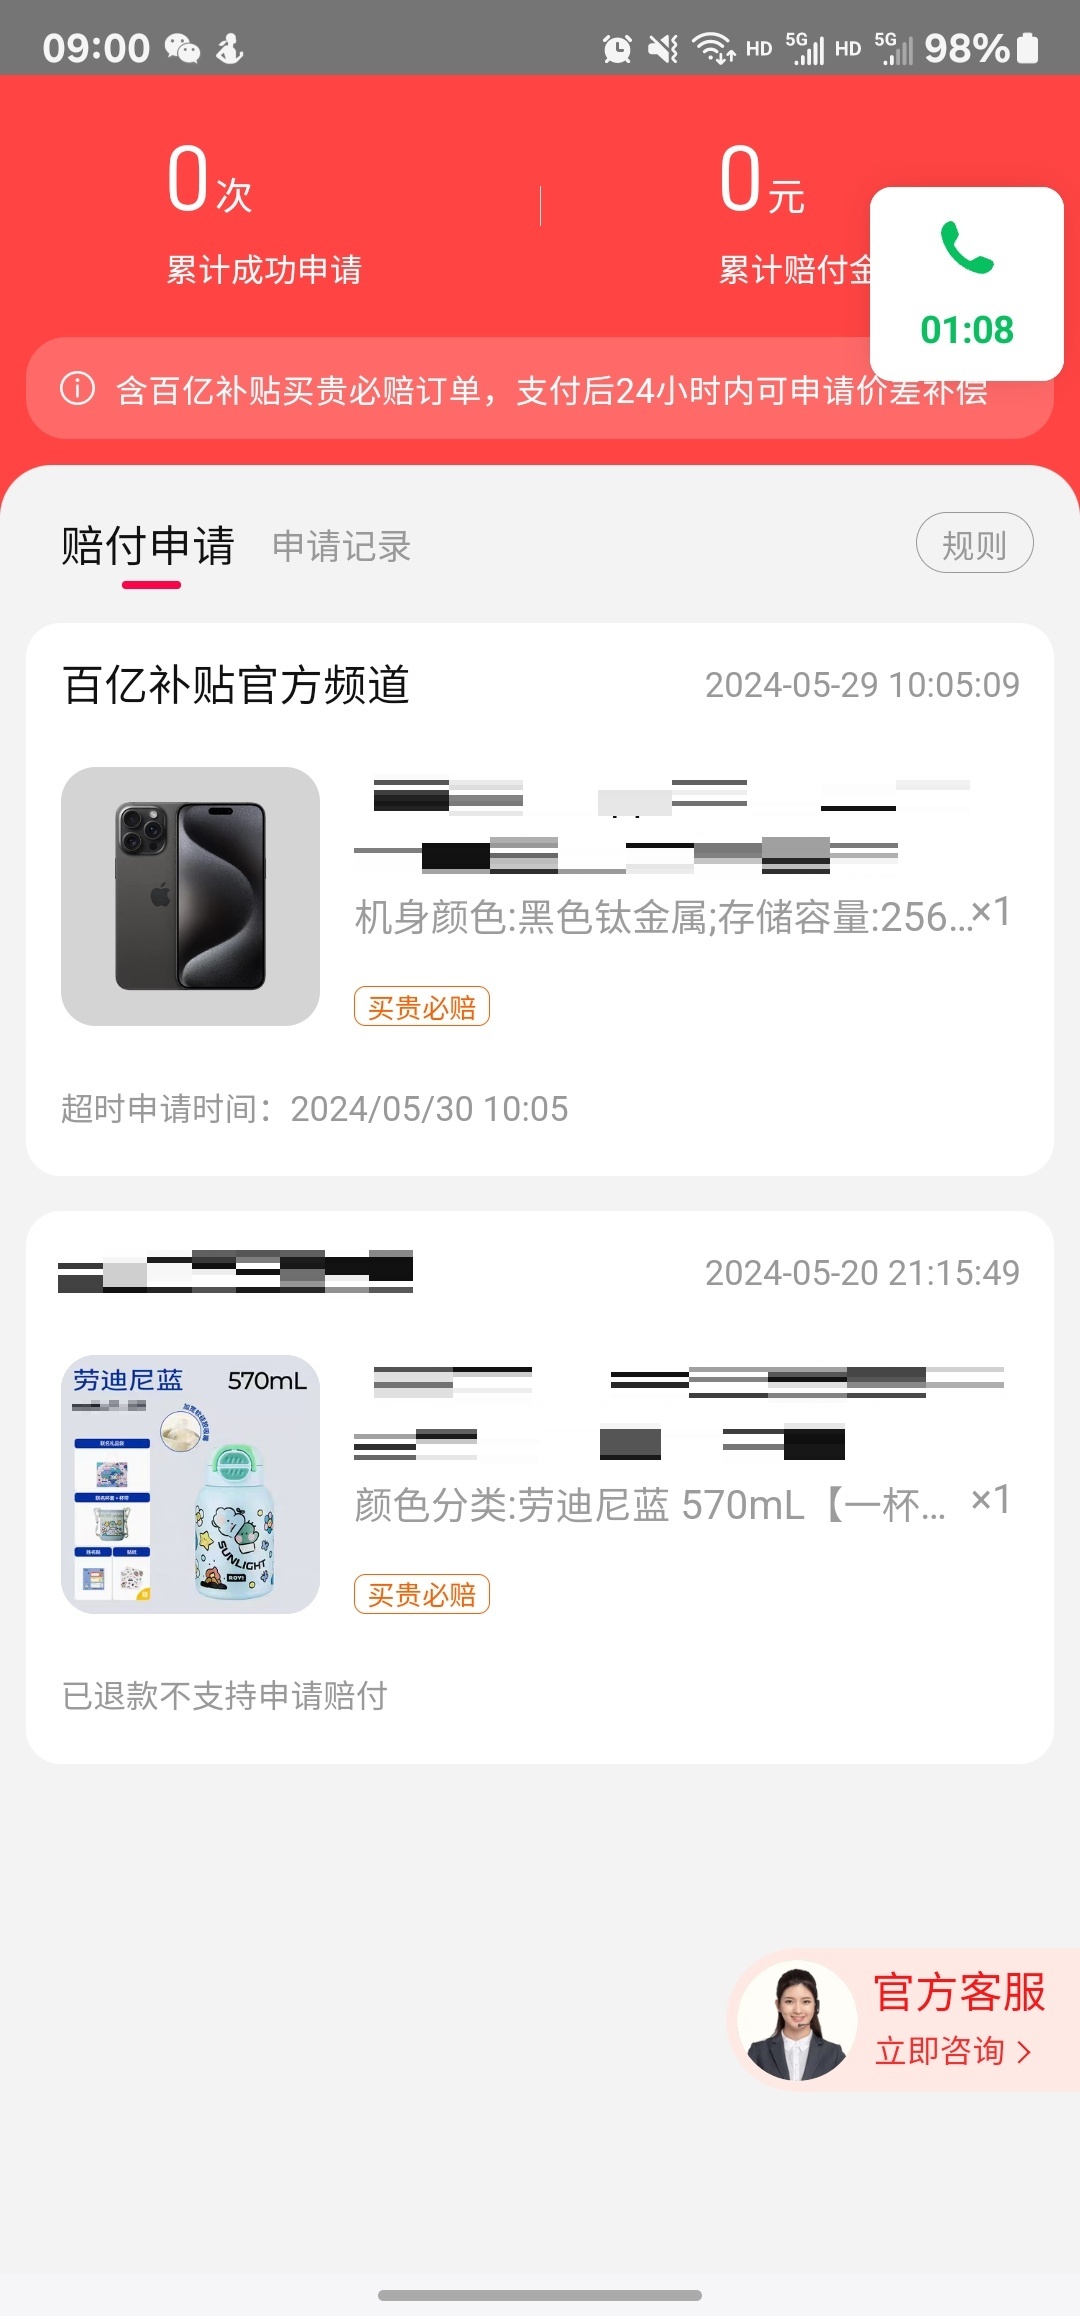 09:00
HD 5G HD 5G 98%
0次
0元
累计成功申请
累计赔付金
01:08
含百亿补贴买贵必赔订单，支付后24小时内可申请价差补偿
赔付申请
申请记录
规则
百亿补贴官方频道
2024-05-29 10:05:09
机身颜色:黑色钛金属;存储容量:256...×1
买贵必赔
超时申请时间：2024/05/30 10:05
2024-05-20 21:15:49
劳迪尼蓝
570mL
SUNLIGHT
颜色分类:劳迪尼蓝 570mL【一杯... ×1
买贵必赔
已退款不支持申请赔付
官方客服
立即咨询 >